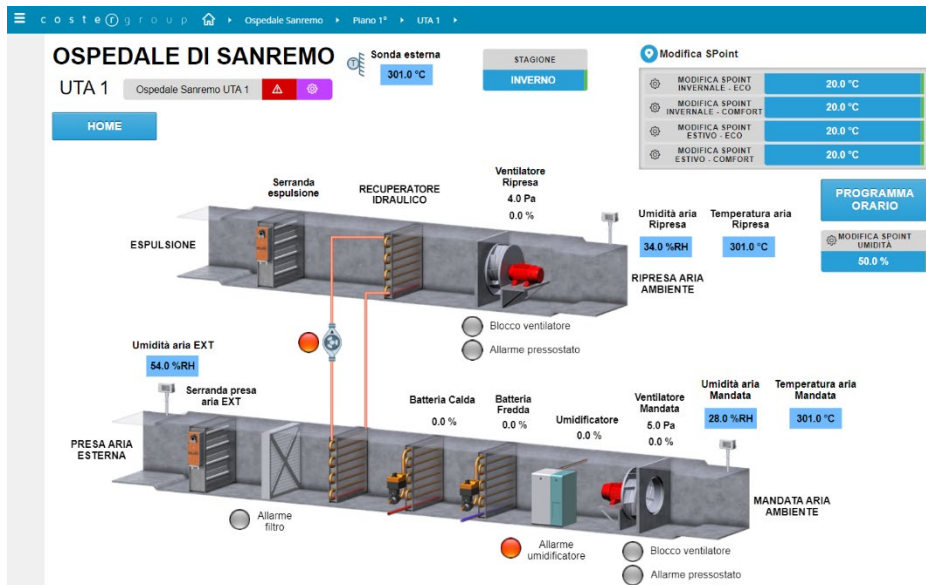 coster group Ospedale Sanremo Piano 1° UTA 1
OSPEDALE DI SANREMO
UTA 1
Ospedale Sanremo UTA 1
HOME
Sonda esterna
301.0 °C
STAGIONE
INVERNO
Modifica SPoint
MODIFICA SPOINT
INVERNALE - ECO
20.0 °C
MODIFICA SPOINT
INVERNALE - COMFORT
20.0 °C
MODIFICA SPOINT
ESTIVO - ECO
20.0 °C
MODIFICA SPOINT
ESTIVO - COMFORT
20.0 °C
PROGRAMMA
ORARIO
MODIFICA SPOINT
UMIDITÀ
50.0 %
Serranda
espulsione
RECUPERATORE
IDRAULICO
Ventilatore
Ripresa
4.0 Pa
0.0 %
Umidità aria
Ripresa
34.0 %RH
Temperatura aria
Ripresa
301.0 °C
ESPULSIONE
RIPRESA ARIA
AMBIENTE
Blocco ventilatore
Allarme pressostato
Umidità aria EXT
54.0 %RH
Serranda presa
aria EXT
Batteria Calda
0.0 %
Batteria
Fredda
0.0 %
Umidificatore
0.0 %
Ventilatore
Mandata
5.0 Pa
0.0 %
Umidità aria
Mandata
28.0 %RH
Temperatura aria
Mandata
301.0 °C
PRESA ARIA
ESTERNA
MANDATA ARIA
AMBIENTE
Allarme
filtro
Allarme
umidificatore
Blocco ventilatore
Allarme pressostato